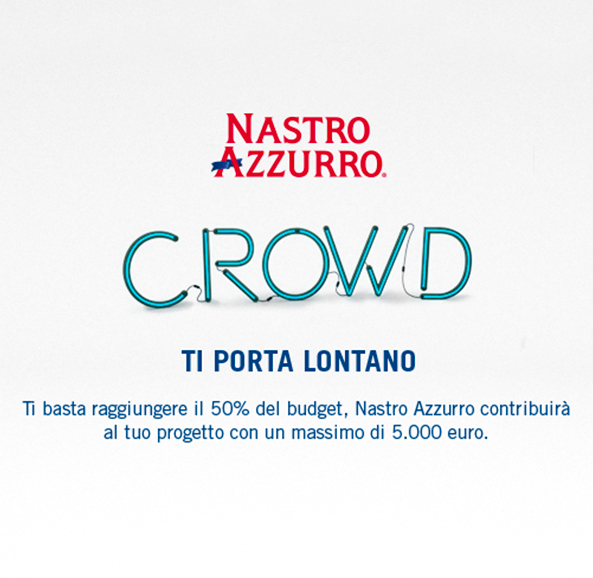 NASTRO
AZZURRO®
CROWD
TI PORTA LONTANO
Ti basta raggiungere il 50% del budget, Nastro Azzurro contribuirà
al tuo progetto con un massimo di 5.000 euro.